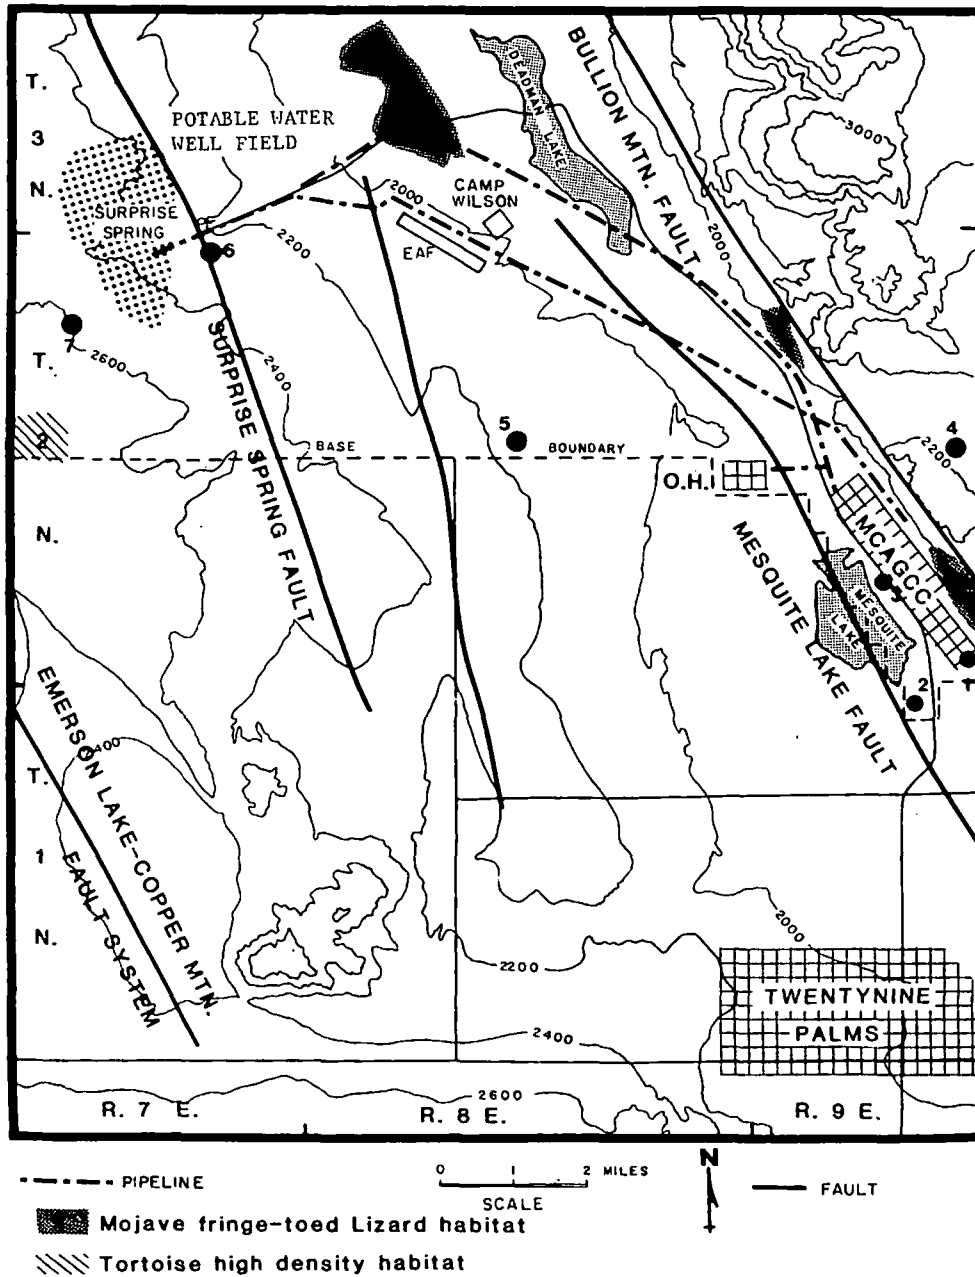 T.
3
N.
T.
2
N.
T.
1
N.
POTABLE WATER
WELL FIELD
SURPRISE
SPRING
DEADMAN
LAKE
BULLION MTN. FAULT
3000
CAMP
WILSON
EAF
2000
2200
2000
6
7
2600
2400
SURPRISE SPRING FAULT
5
BASE
BOUNDARY
4
2200
O.H.
MCAGCC
MESQUITE
LAKE
3
1
2
MESQUITE LAKE FAULT
EMERSON LAKE-COPPER MTN.
FAULT SYSTEM
2400
2000
2200
2400
2600
TWENTYNINE
PALMS
R. 7 E.
R. 8 E.
R. 9 E.
PIPELINE
0 1 2 MILES
SCALE
N
FAULT
Mojave fringe-toed Lizard habitat
Tortoise high density habitat